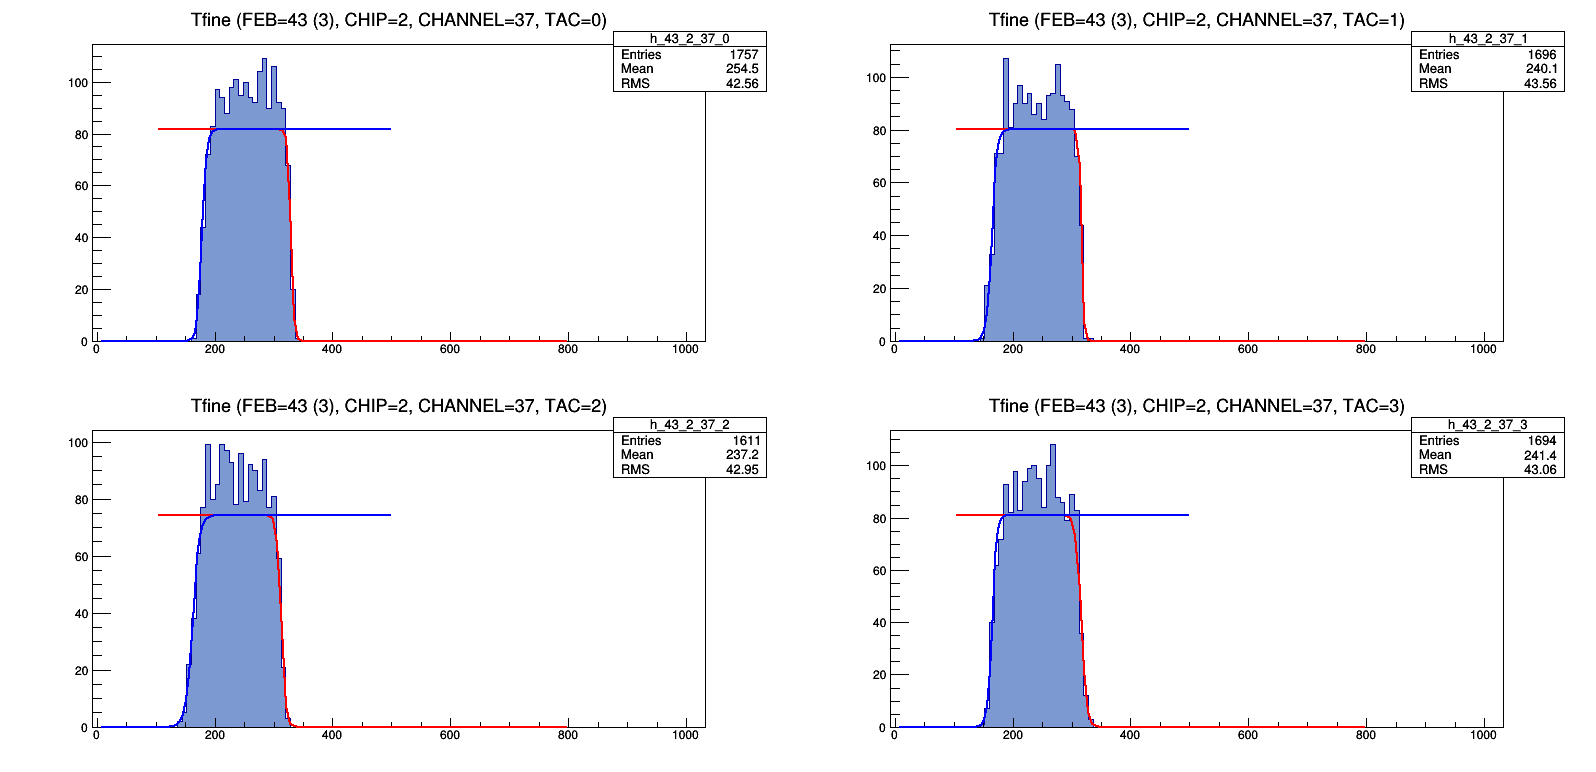 Tfine (FEB=43 (3), CHIP=2, CHANNEL=37, TAC=0)
h_43_2_37_0
Entries 1757
Mean 254.5
RMS 42.56
100
80
60
40
20
0
0 200 400 600 800 1000
Tfine (FEB=43 (3), CHIP=2, CHANNEL=37, TAC=1)
h_43_2_37_1
Entries 1696
Mean 240.1
RMS 43.56
100
80
60
40
20
0
0 200 400 600 800 1000
Tfine (FEB=43 (3), CHIP=2, CHANNEL=37, TAC=2)
h_43_2_37_2
Entries 1611
Mean 237.2
RMS 42.95
100
80
60
40
20
0
0 200 400 600 800 1000
Tfine (FEB=43 (3), CHIP=2, CHANNEL=37, TAC=3)
h_43_2_37_3
Entries 1694
Mean 241.4
RMS 43.06
100
80
60
40
20
0
0 200 400 600 800 1000